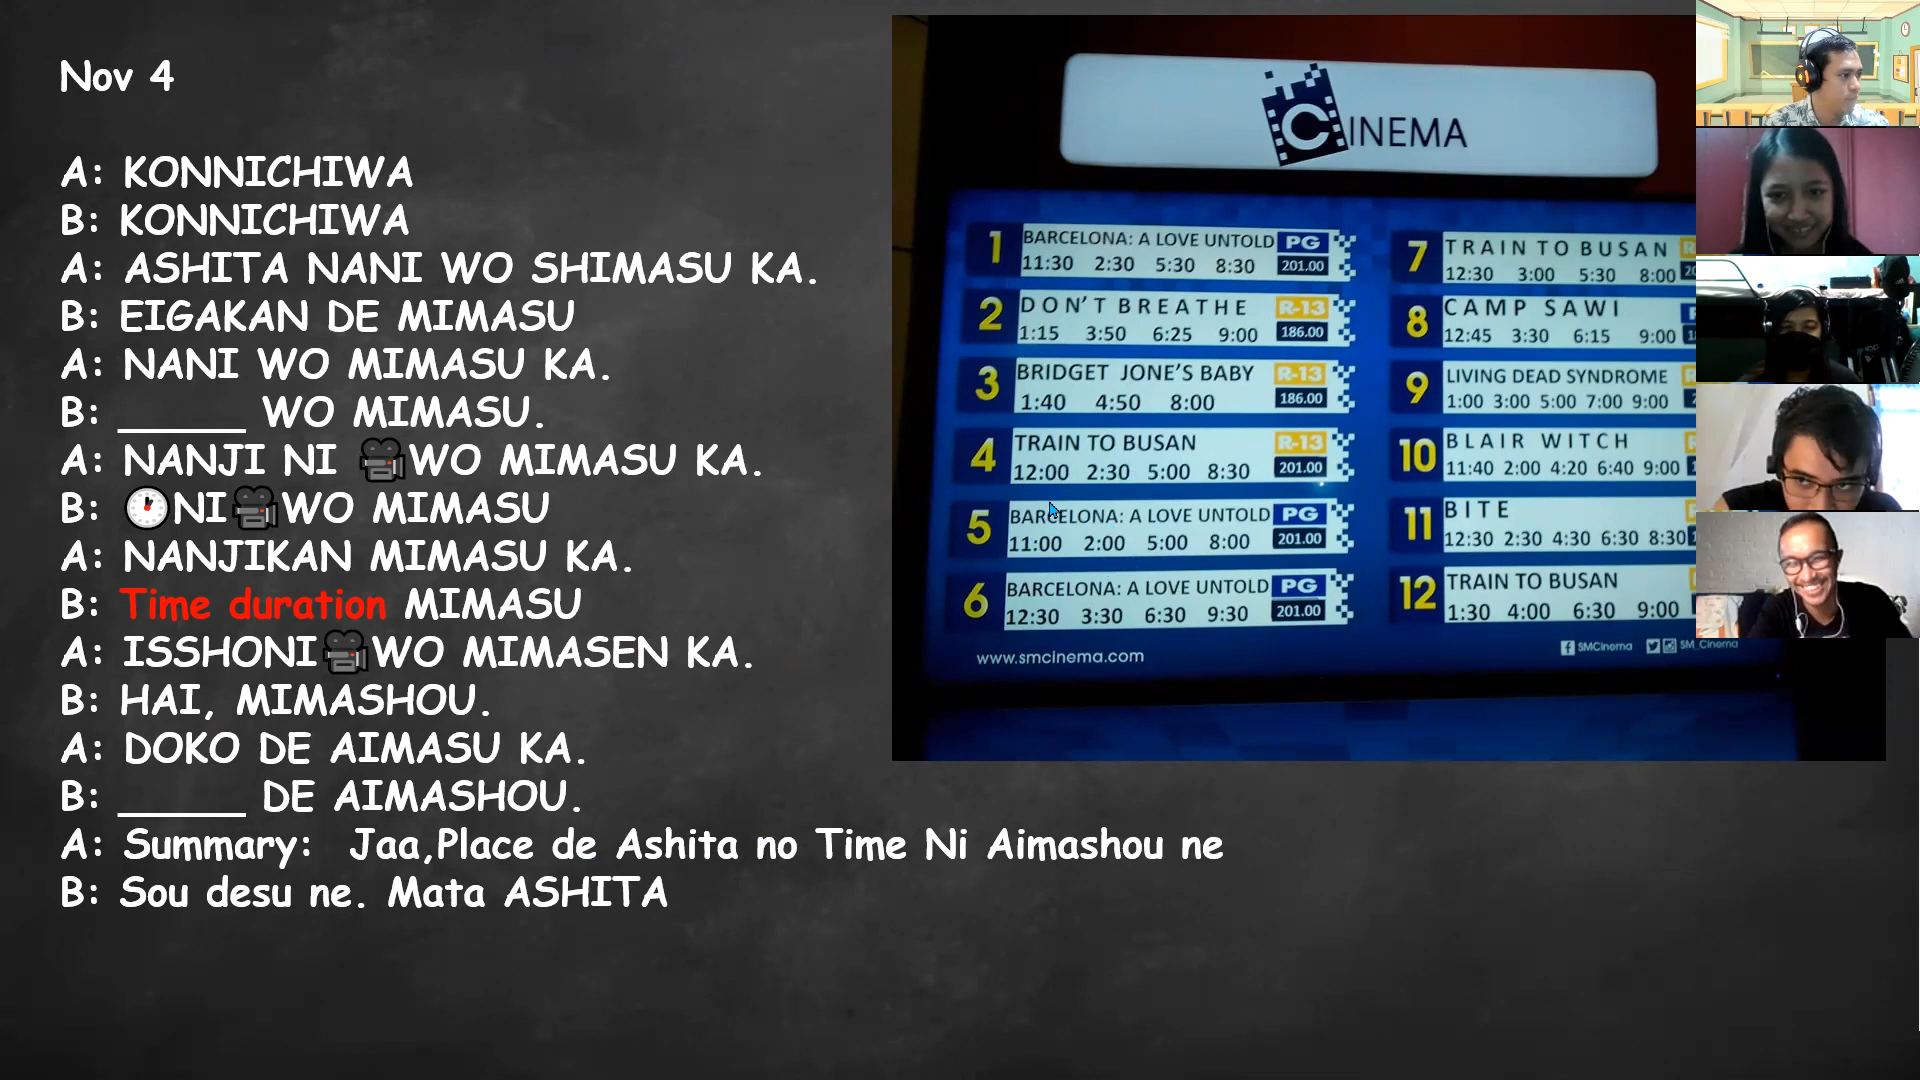 Nov 4
A: KONNICHIWA
B: KONNICHIWA
A: ASHITA NANI WO SHIMASU KA.
B: EIGAKAN DE MIMASU
A: NANI WO MIMASU KA.
B: _____ WO MIMASU.
A: NANJI NI 🎥WO MIMASU KA.
B: 🕐NI🎥WO MIMASU
A: NANJIKAN MIMASU KA.
B: Time duration MIMASU
A: ISSHONI🎥WO MIMASEN KA.
B: HAI, MIMASHOU.
A: DOKO DE AIMASU KA.
B: _____ DE AIMASHOU.
A: Summary: Jaa,Place de Ashita no Time Ni Aimashou ne
B: Sou desu ne. Mata ASHITA
CINEMA
1 BARCELONA: A LOVE UNTOLD PG
11:30 2:30 5:30 8:30 201.00
2 DON'T BREATHE R-13
1:15 3:50 6:25 9:00 186.00
3 BRIDGET JONE'S BABY R-13
1:40 4:50 8:00 186.00
4 TRAIN TO BUSAN R-13
12:00 2:30 5:00 8:30 201.00
5 BARCELONA: A LOVE UNTOLD PG
11:00 2:00 5:00 8:00 201.00
6 BARCELONA: A LOVE UNTOLD PG
12:30 3:30 6:30 9:30 201.00
7 TRAIN TO BUSAN
12:30 3:00 5:30 8:00
8 CAMP SAWI
12:45 3:30 6:15 9:00
9 LIVING DEAD SYNDROME
1:00 3:00 5:00 7:00 9:00
10 BLAIR WITCH
11:40 2:00 4:20 6:40 9:00
11 BITE
12:30 2:30 4:30 6:30 8:30
12 TRAIN TO BUSAN
1:30 4:00 6:30 9:00
www.smcinema.com
SMCinema
SM_Cinema